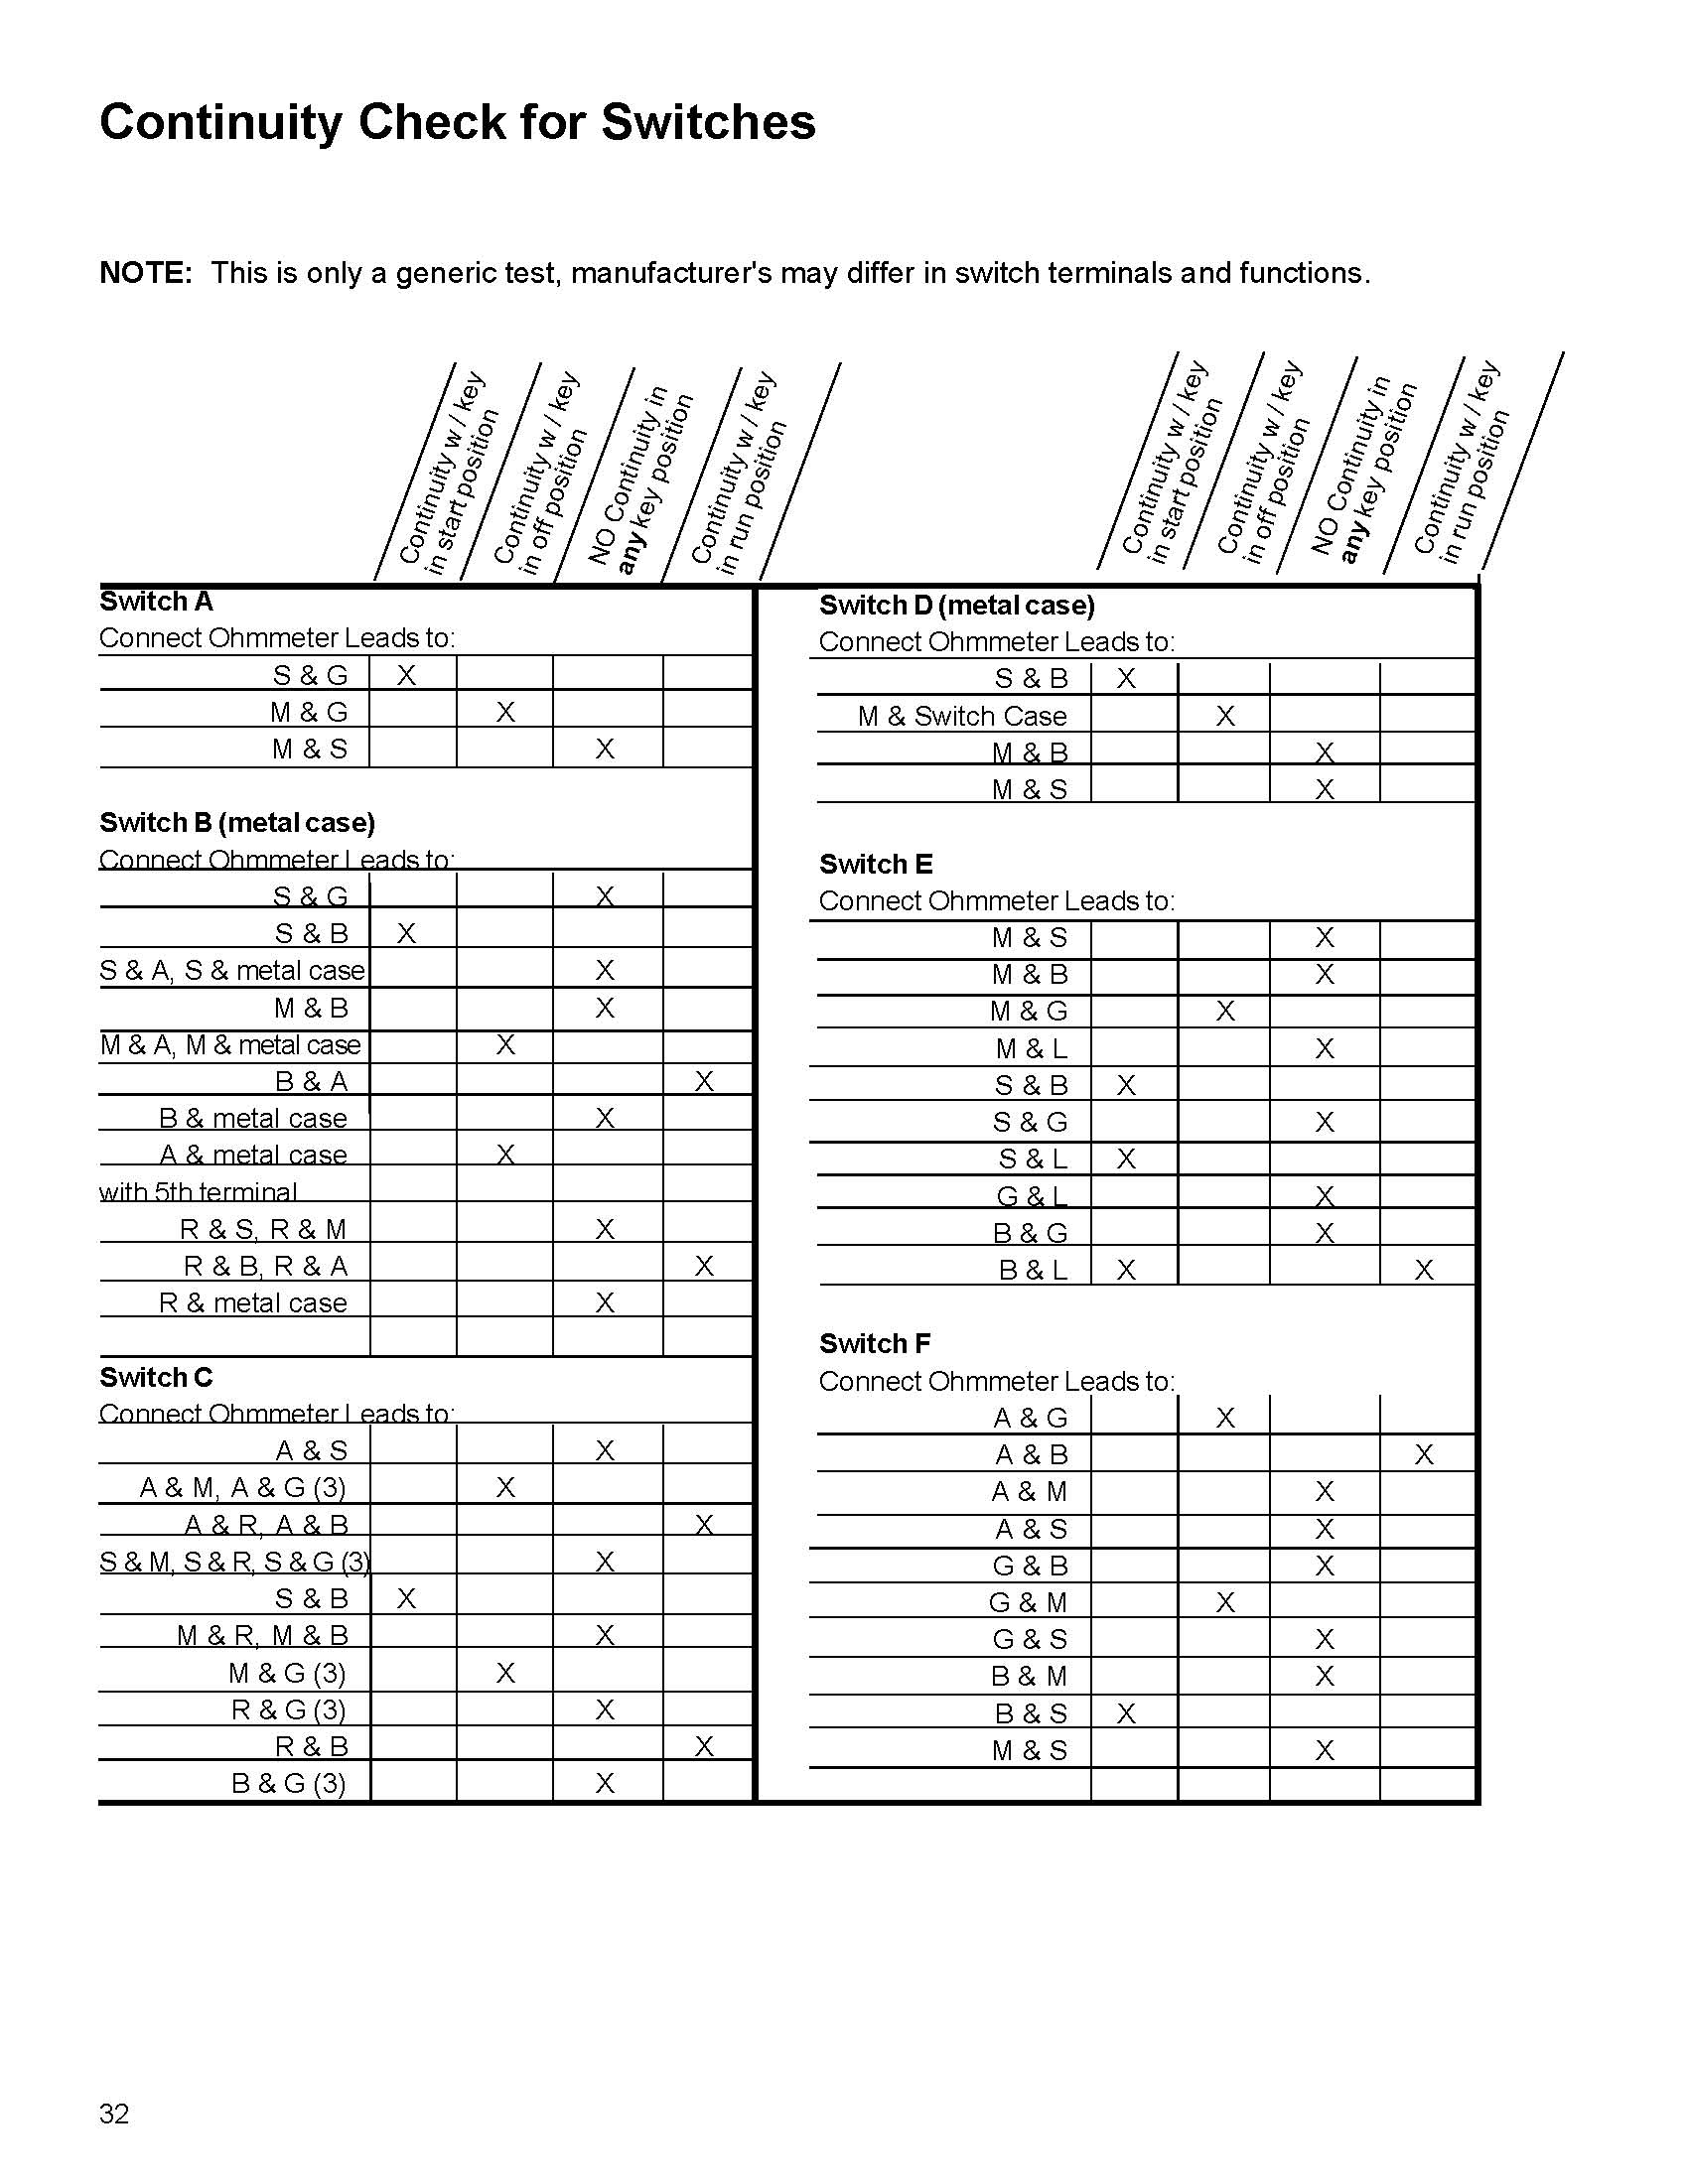 Continuity Check for Switches
NOTE: This is only a generic test, manufacturer's may differ in switch terminals and functions.
Continuity w / key
in start position
Continuity w / key
in off position
NO Continuity in
any key position
Continuity w / key
in run position
Continuity w / key
in start position
Continuity w / key
in off position
NO Continuity in
any key position
Continuity w / key
in run position
Switch A
Connect Ohmmeter Leads to:
S & G X
M & G X
M & S X
Switch B (metal case)
Connect Ohmmeter Leads to:
S & G X
S & B X
S & A, S & metal case X
M & B X
M & A, M & metal case X
B & A X
B & metal case X
A & metal case X
with 5th terminal
R & S, R & M X
R & B, R & A X
R & metal case X
Switch C
Connect Ohmmeter Leads to:
A & S X
A & M, A & G (3) X
A & R, A & B X
S & M, S & R, S & G (3) X
S & B X
M & R, M & B X
M & G (3) X
R & G (3) X
R & B X
B & G (3) X
Switch D (metal case)
Connect Ohmmeter Leads to:
S & B X
M & Switch Case X
M & B X
M & S X
Switch E
Connect Ohmmeter Leads to:
M & S X
M & B X
M & G X
M & L X
S & B X
S & G X
S & L X
G & L X
B & G X
B & L X X
Switch F
Connect Ohmmeter Leads to:
A & G X
A & B X
A & M X
A & S X
G & B X
G & M X
G & S X
B & M X
B & S X
M & S X
32